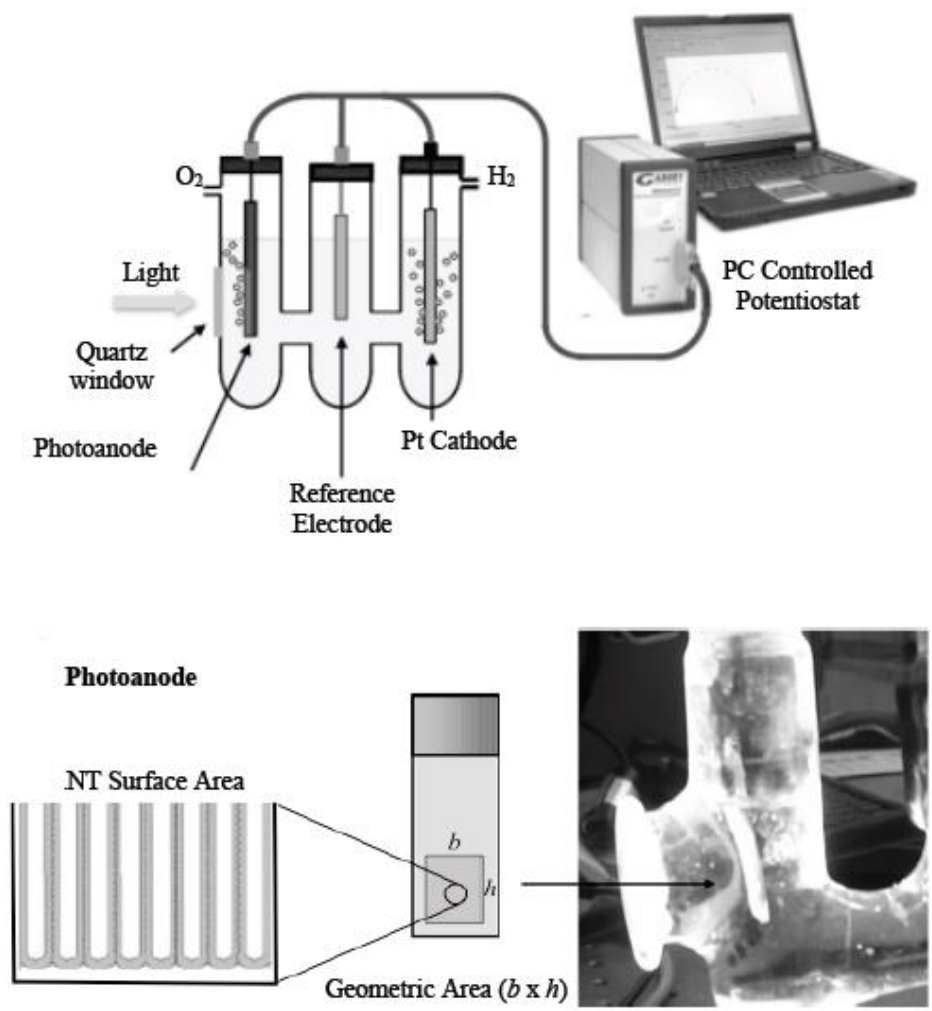 O₂
H₂
Light
Quartz
window
Photoanode
Reference
Electrode
Pt Cathode
GAMRY
PC Controlled
Potentiostat
Photoanode
NT Surface Area
b
h
Geometric Area (b x h)